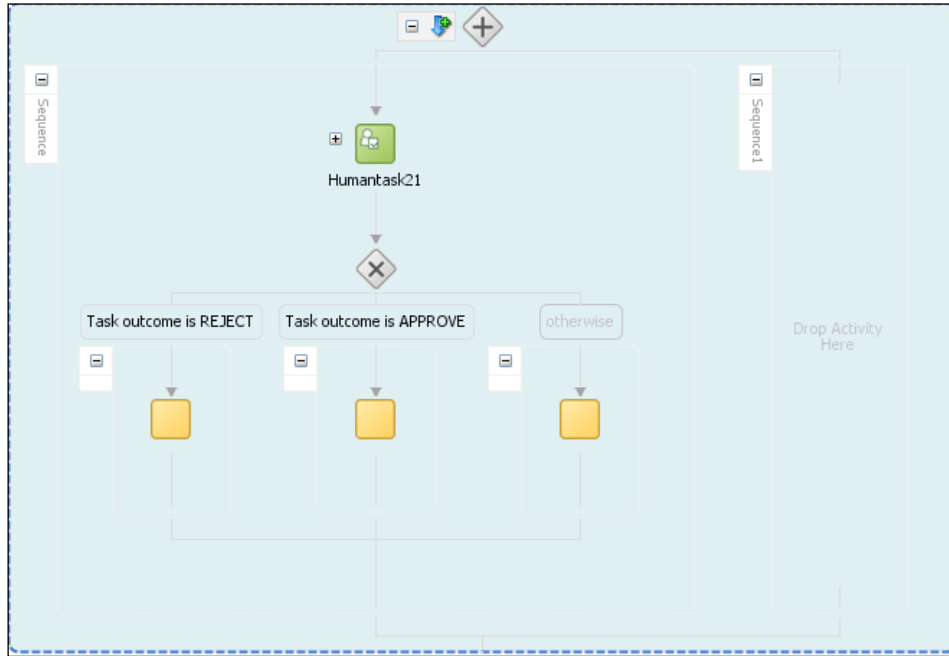 Sequence
Sequence1
Humantask21
Task outcome is REJECT
Task outcome is APPROVE
otherwise
Drop Activity
Here